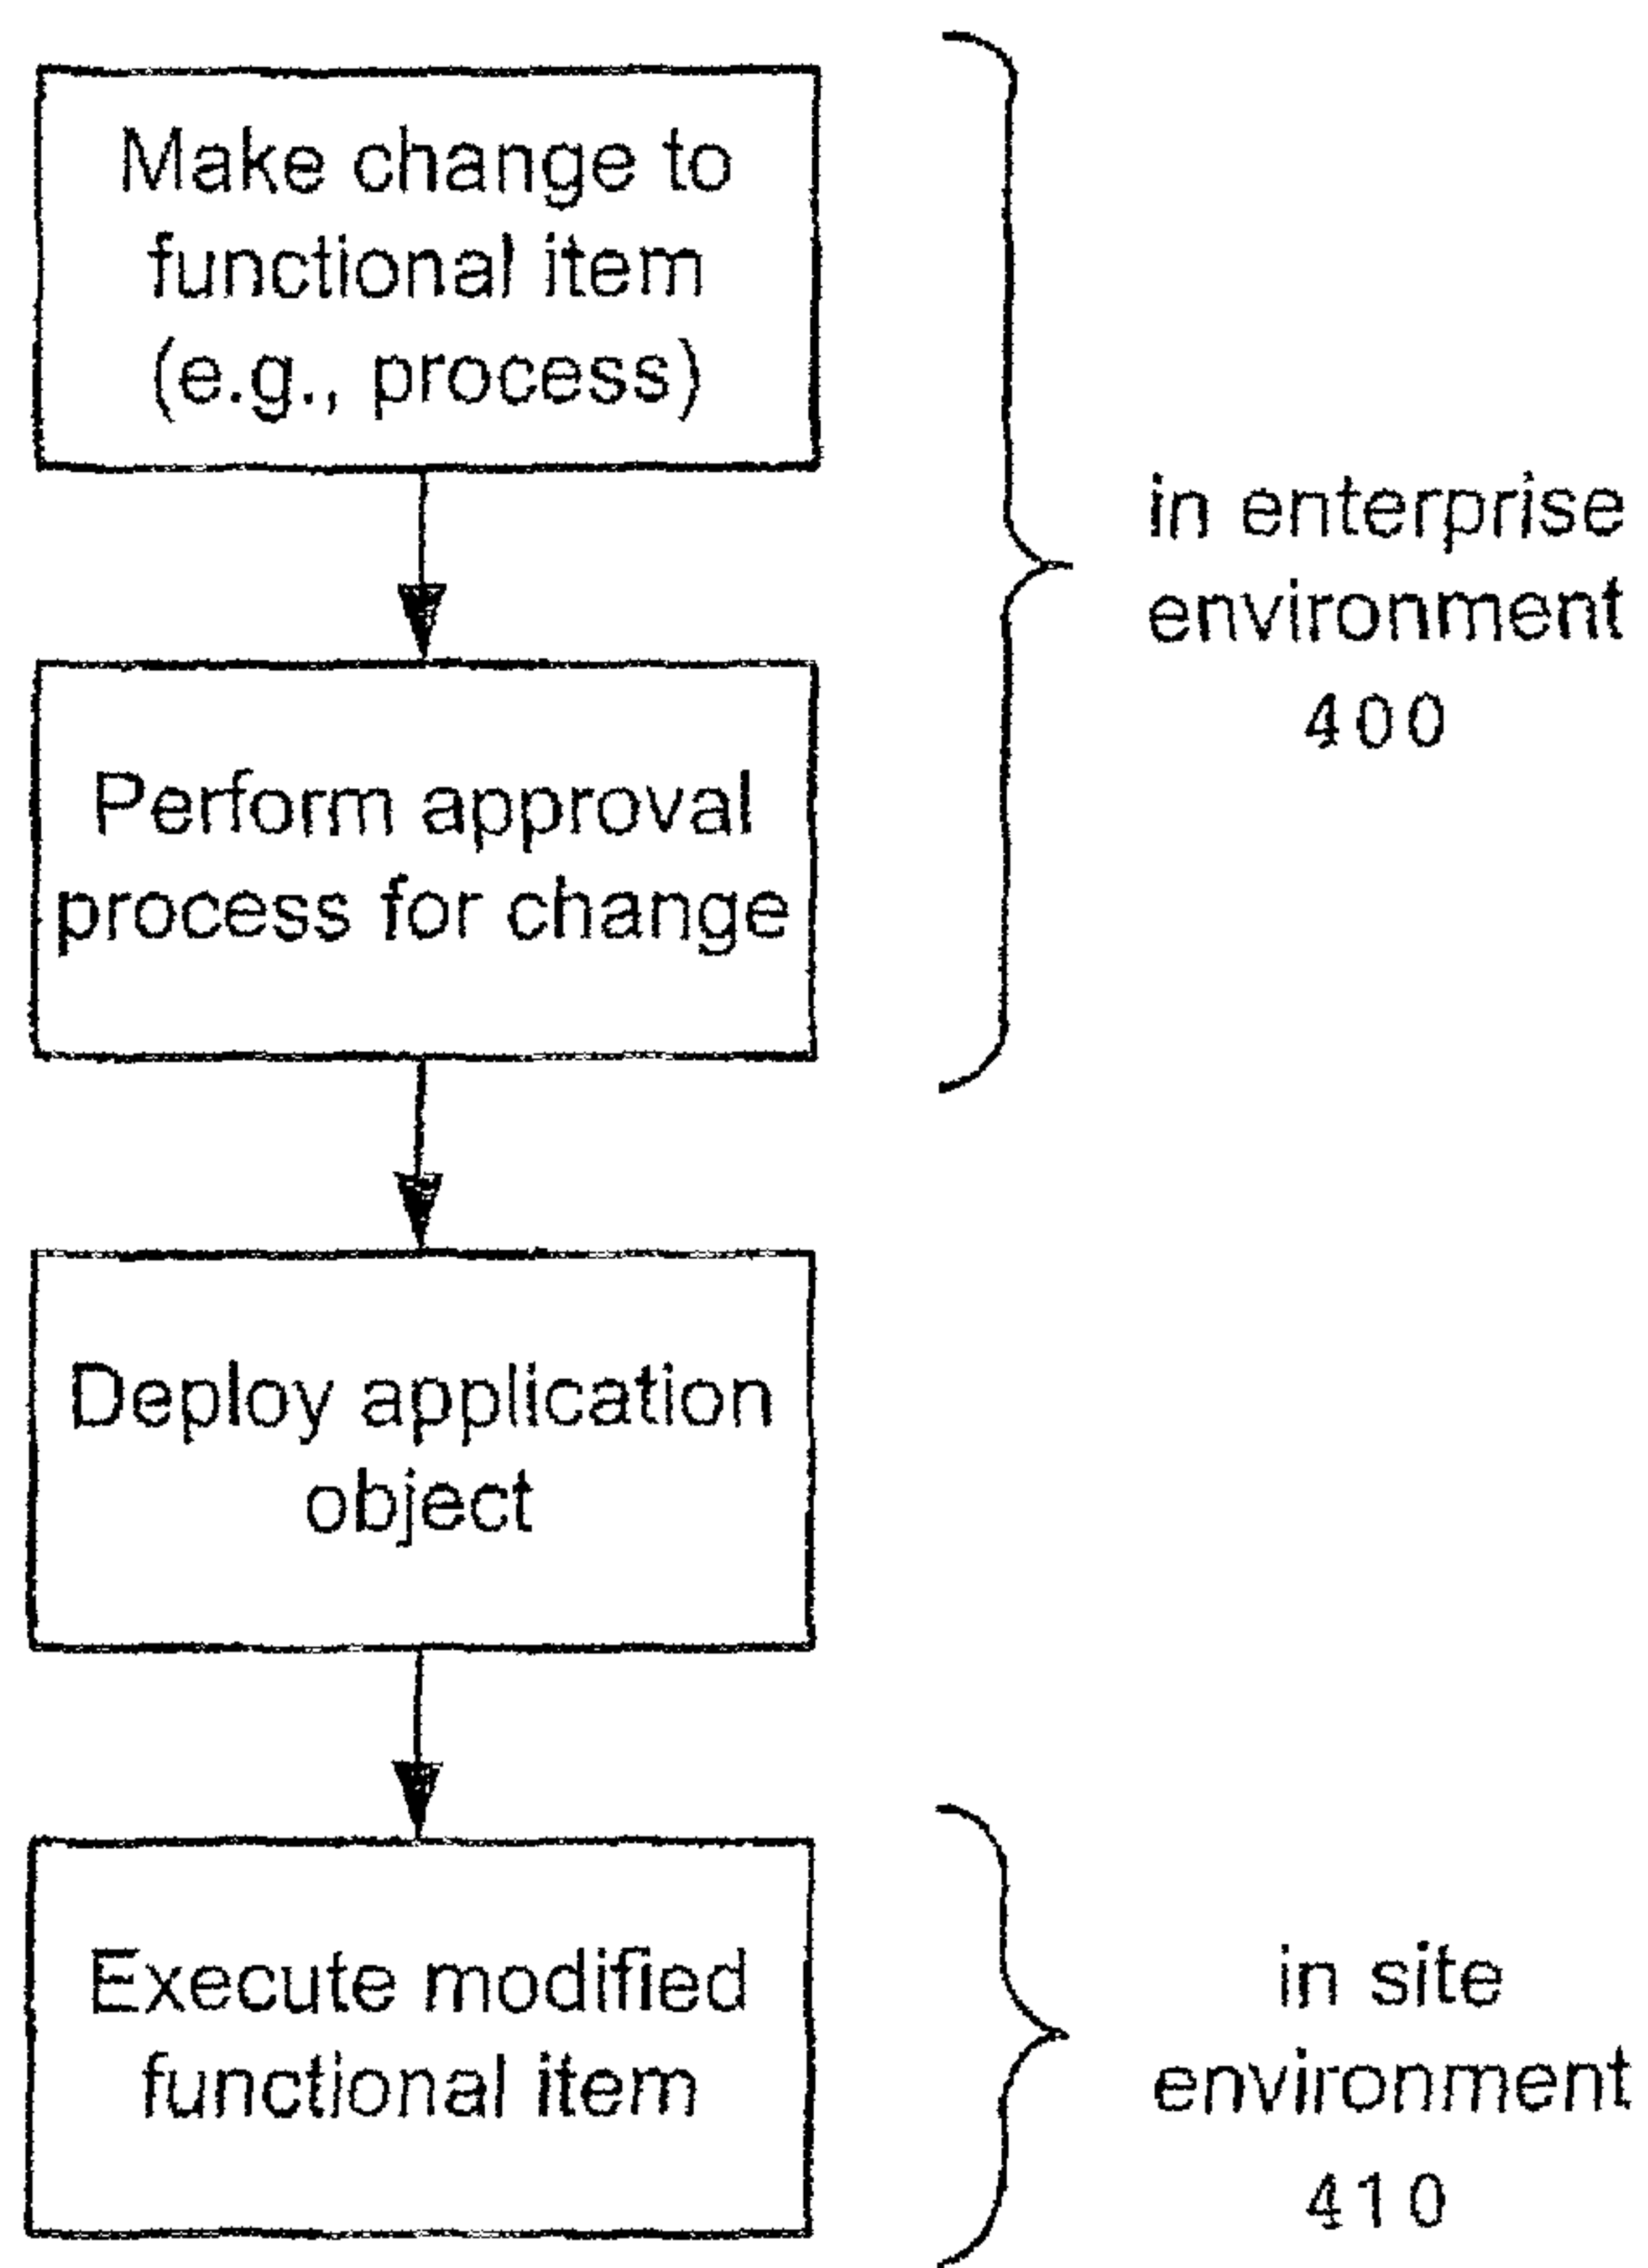 Make change to
functional item
(e.g., process)
in enterprise
environment
400
Perform approval
process for change
Deploy application
object
Execute modified
functional item
in site
environment
410